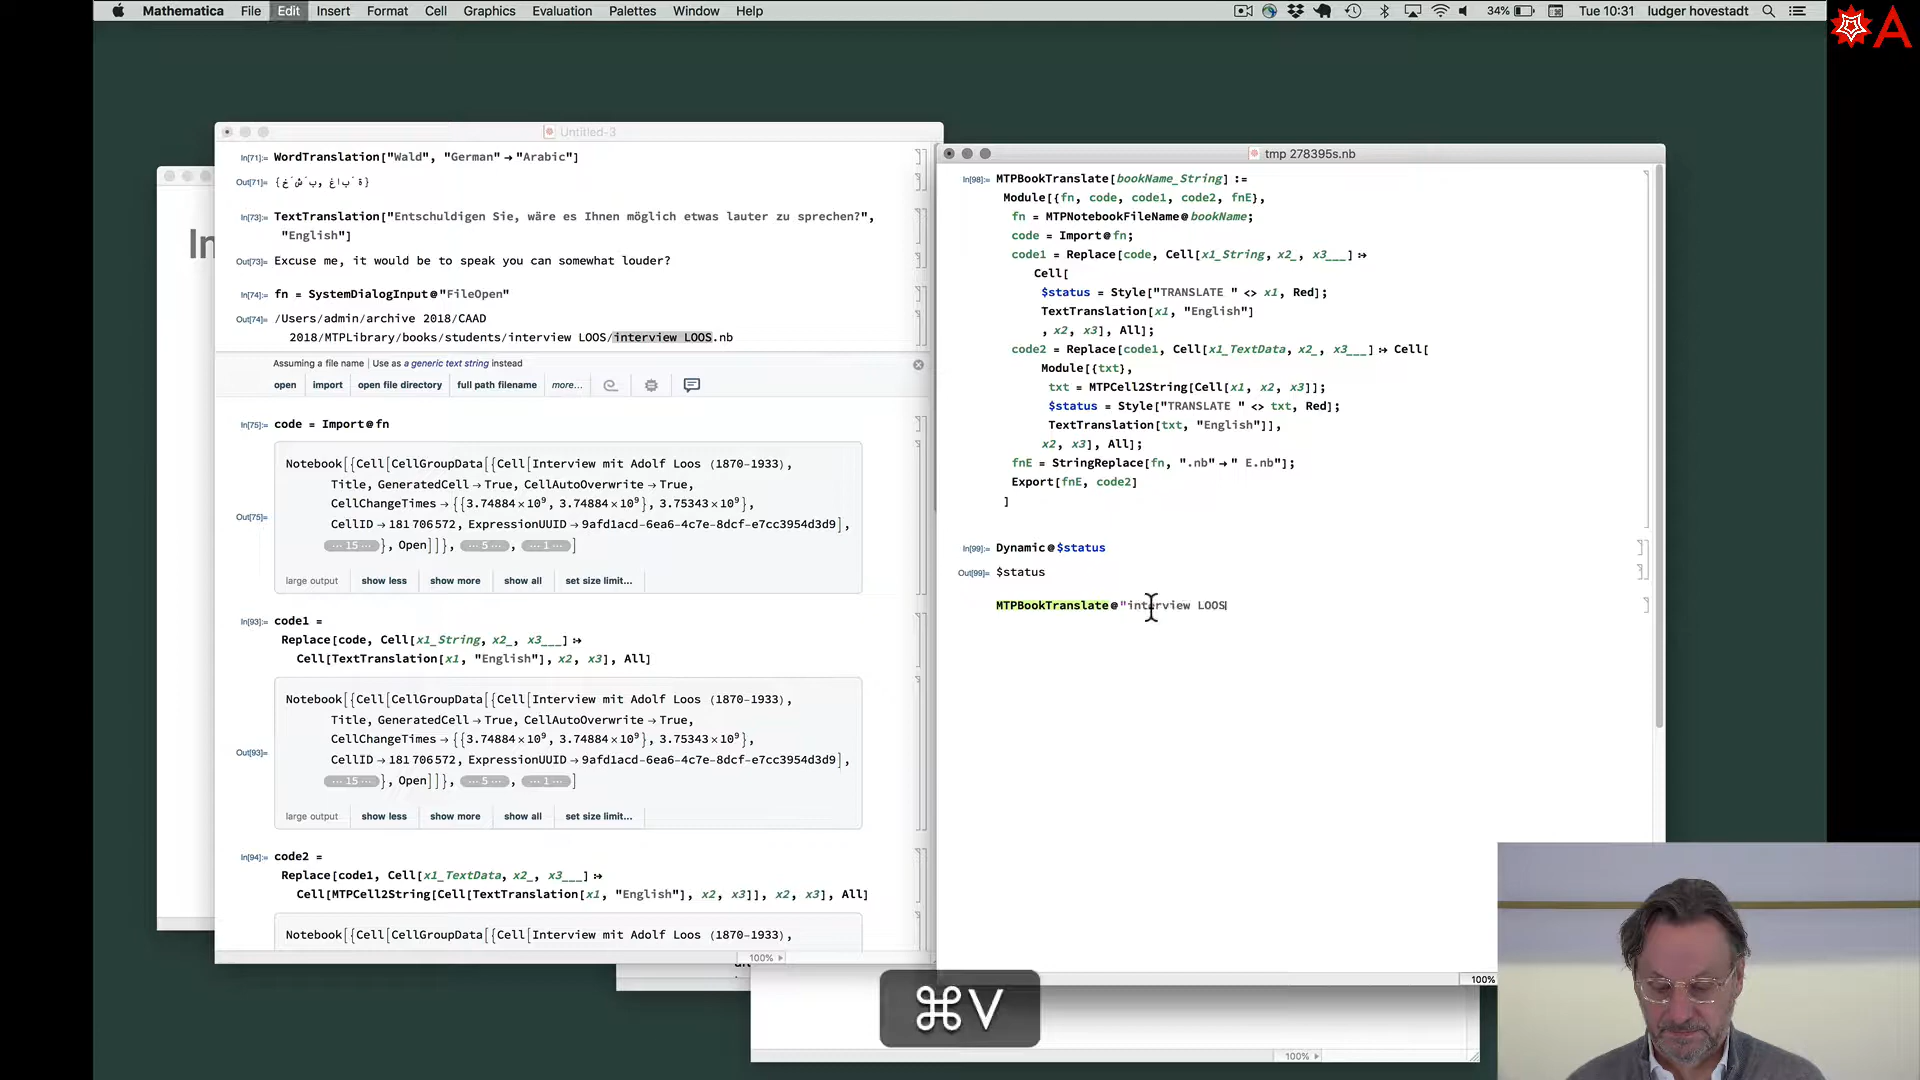 Mathematica File Edit Insert Format Cell Graphics Evaluation Palettes Window Help
34% Tue 10:31 ludger hovestadt
A
Untitled-3
In[71]:= WordTranslation["Wald", "German" → "Arabic"]
Out[71]=
In[73]:= TextTranslation["Entschuldigen Sie, wäre es Ihnen möglich etwas lauter zu sprechen?",
"English"]
Out[73]= Excuse me, it would be to speak you can somewhat louder?
In[74]:= fn = SystemDialogInput@"FileOpen"
Out[74]= /Users/admin/archive 2018/CAAD
2018/MTPLibrary/books/students/interview LOOS/interview LOOS.nb
Assuming a file name | Use as a generic text string instead
open import open file directory full path filename more...
In[75]:= code = Import@fn
Notebook[{Cell[CellGroupData[{Cell[Interview mit Adolf Loos (1870-1933),
Title, GeneratedCell → True, CellAutoOverwrite → True,
CellChangeTimes → {{3.74884×10⁹, 3.74884×10⁹}, 3.75343×10⁹},
Out[75]= CellID → 181706572, ExpressionUUID → 9afd1acd-6ea6-4c7e-8dcf-e7cc3954d3d9],
... 15 ... }, Open]]}, ... 5 ... , ... 1 ... ]
large output show less show more show all set size limit...
In[93]:= code1 =
Replace[code, Cell[x1_String, x2_, x3___] :→
Cell[TextTranslation[x1, "English"], x2, x3], All]
Notebook[{Cell[CellGroupData[{Cell[Interview mit Adolf Loos (1870-1933),
Title, GeneratedCell → True, CellAutoOverwrite → True,
CellChangeTimes → {{3.74884×10⁹, 3.74884×10⁹}, 3.75343×10⁹},
Out[93]= CellID → 181706572, ExpressionUUID → 9afd1acd-6ea6-4c7e-8dcf-e7cc3954d3d9],
... 15 ... }, Open]]}, ... 5 ... , ... 1 ... ]
large output show less show more show all set size limit...
In[94]:= code2 =
Replace[code1, Cell[x1_TextData, x2_, x3___] :→
Cell[MTPCell2String[Cell[TextTranslation[x1, "English"], x2, x3]], x2, x3], All]
Notebook[{Cell[CellGroupData[{Cell[Interview mit Adolf Loos (1870-1933),
100%
tmp 278395s.nb
In[98]:= MTPBookTranslate[bookName_String] :=
Module[{fn, code, code1, code2, fnE},
fn = MTPNotebookFileName@bookName;
code = Import@fn;
code1 = Replace[code, Cell[x1_String, x2_, x3___] :→
Cell[
$status = Style["TRANSLATE " <> x1, Red];
TextTranslation[x1, "English"]
, x2, x3], All];
code2 = Replace[code1, Cell[x1_TextData, x2_, x3___] :→ Cell[
Module[{txt},
txt = MTPCell2String[Cell[x1, x2, x3]];
$status = Style["TRANSLATE " <> txt, Red];
TextTranslation[txt, "English"]],
x2, x3], All];
fnE = StringReplace[fn, ".nb" → " E.nb"];
Export[fnE, code2]
]
In[99]:= Dynamic@$status
Out[99]= $status
MTPBookTranslate@"interview LOOS
100%
⌘V
100%
In